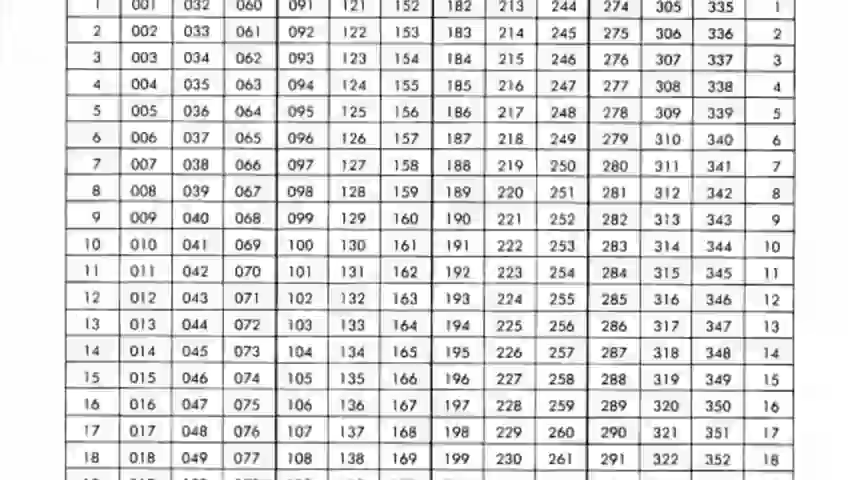 1 001 032 060 091 121 152 182 213 244 274 305 335 1
2 002 033 061 092 122 153 183 214 245 275 306 336 2
3 003 034 062 093 123 154 184 215 246 276 307 337 3
4 004 035 063 094 124 155 185 216 247 277 308 338 4
5 005 036 064 095 125 156 186 217 248 278 309 339 5
6 006 037 065 096 126 157 187 218 249 279 310 340 6
7 007 038 066 097 127 158 188 219 250 280 311 341 7
8 008 039 067 098 128 159 189 220 251 281 312 342 8
9 009 040 068 099 129 160 190 221 252 282 313 343 9
10 010 041 069 100 130 161 191 222 253 283 314 344 10
11 011 042 070 101 131 162 192 223 254 284 315 345 11
12 012 043 071 102 132 163 193 224 255 285 316 346 12
13 013 044 072 103 133 164 194 225 256 286 317 347 13
14 014 045 073 104 134 165 195 226 257 287 318 348 14
15 015 046 074 105 135 166 196 227 258 288 319 349 15
16 016 047 075 106 136 167 197 228 259 289 320 350 16
17 017 048 076 107 137 168 198 229 260 290 321 351 17
18 018 049 077 108 138 169 199 230 261 291 322 352 18